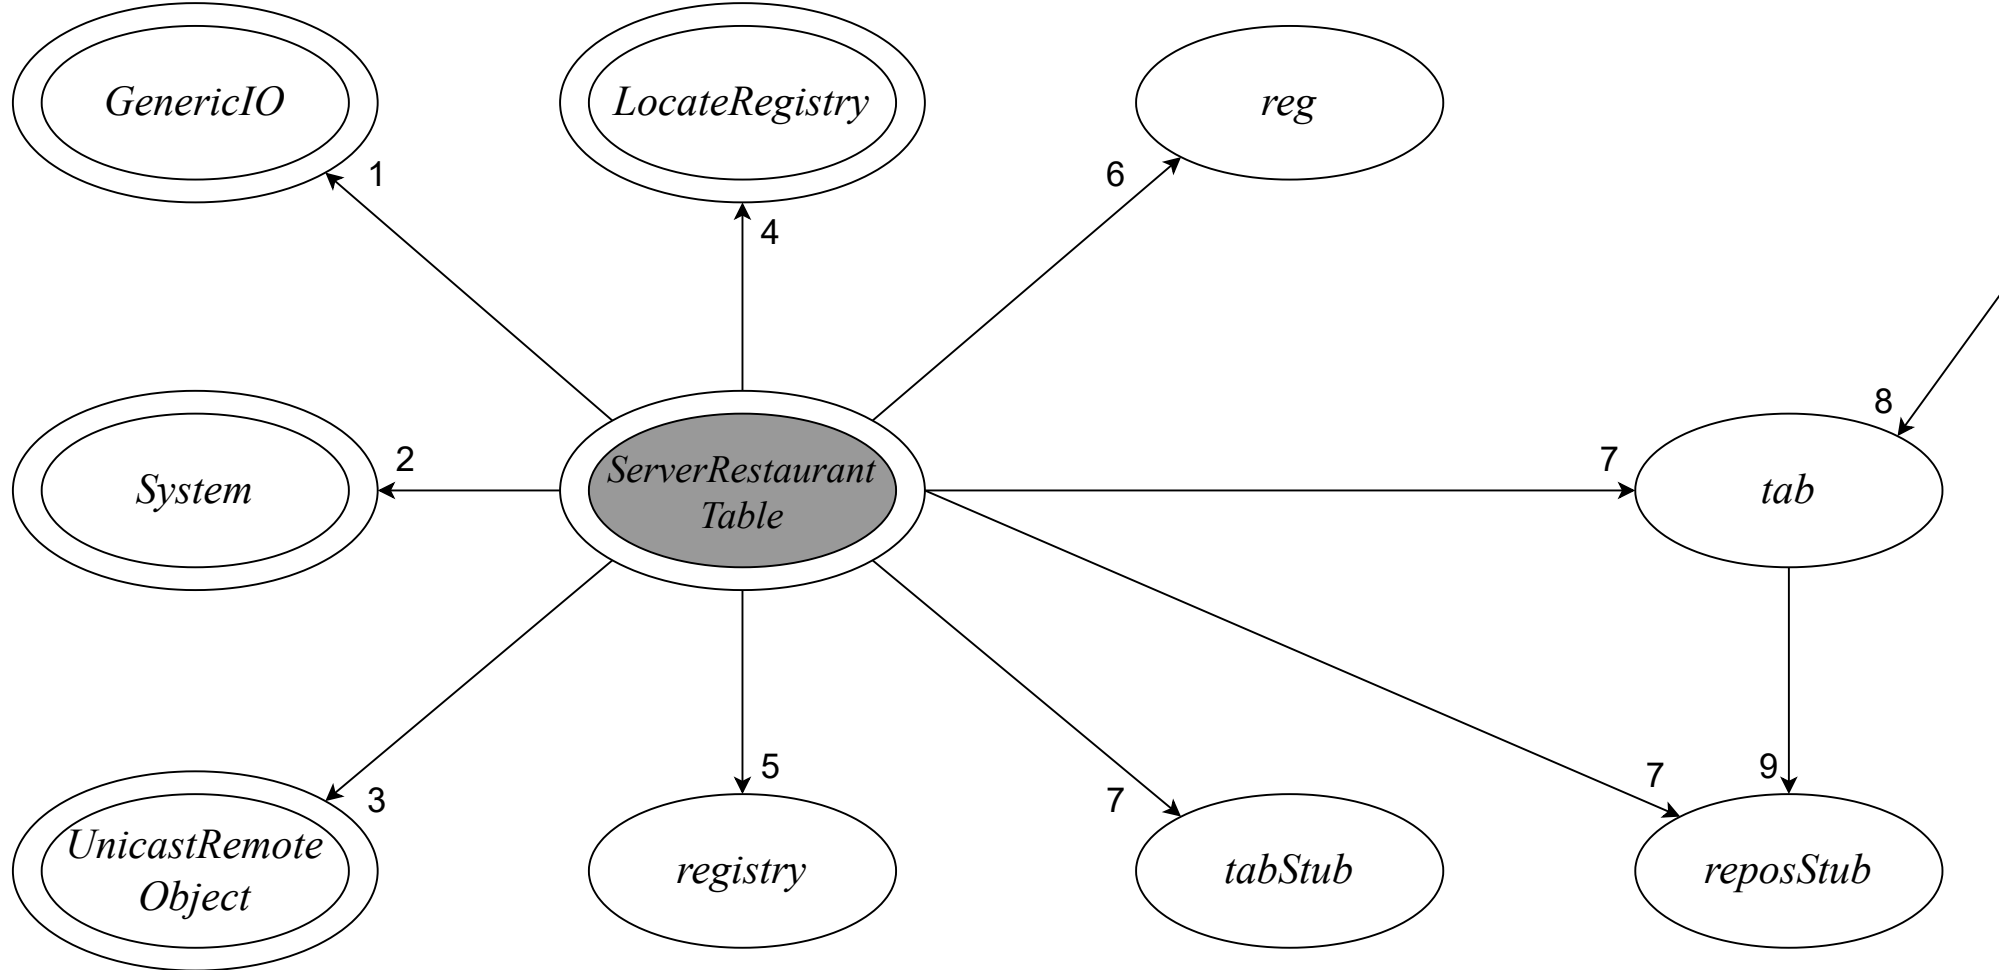 GenericIO
LocateRegistry
reg
1
6
4
8
ServerRestaurant
Table
2
7
System
tab
3
5
7
7
9
UnicastRemote
Object
registry
tabStub
reposStub